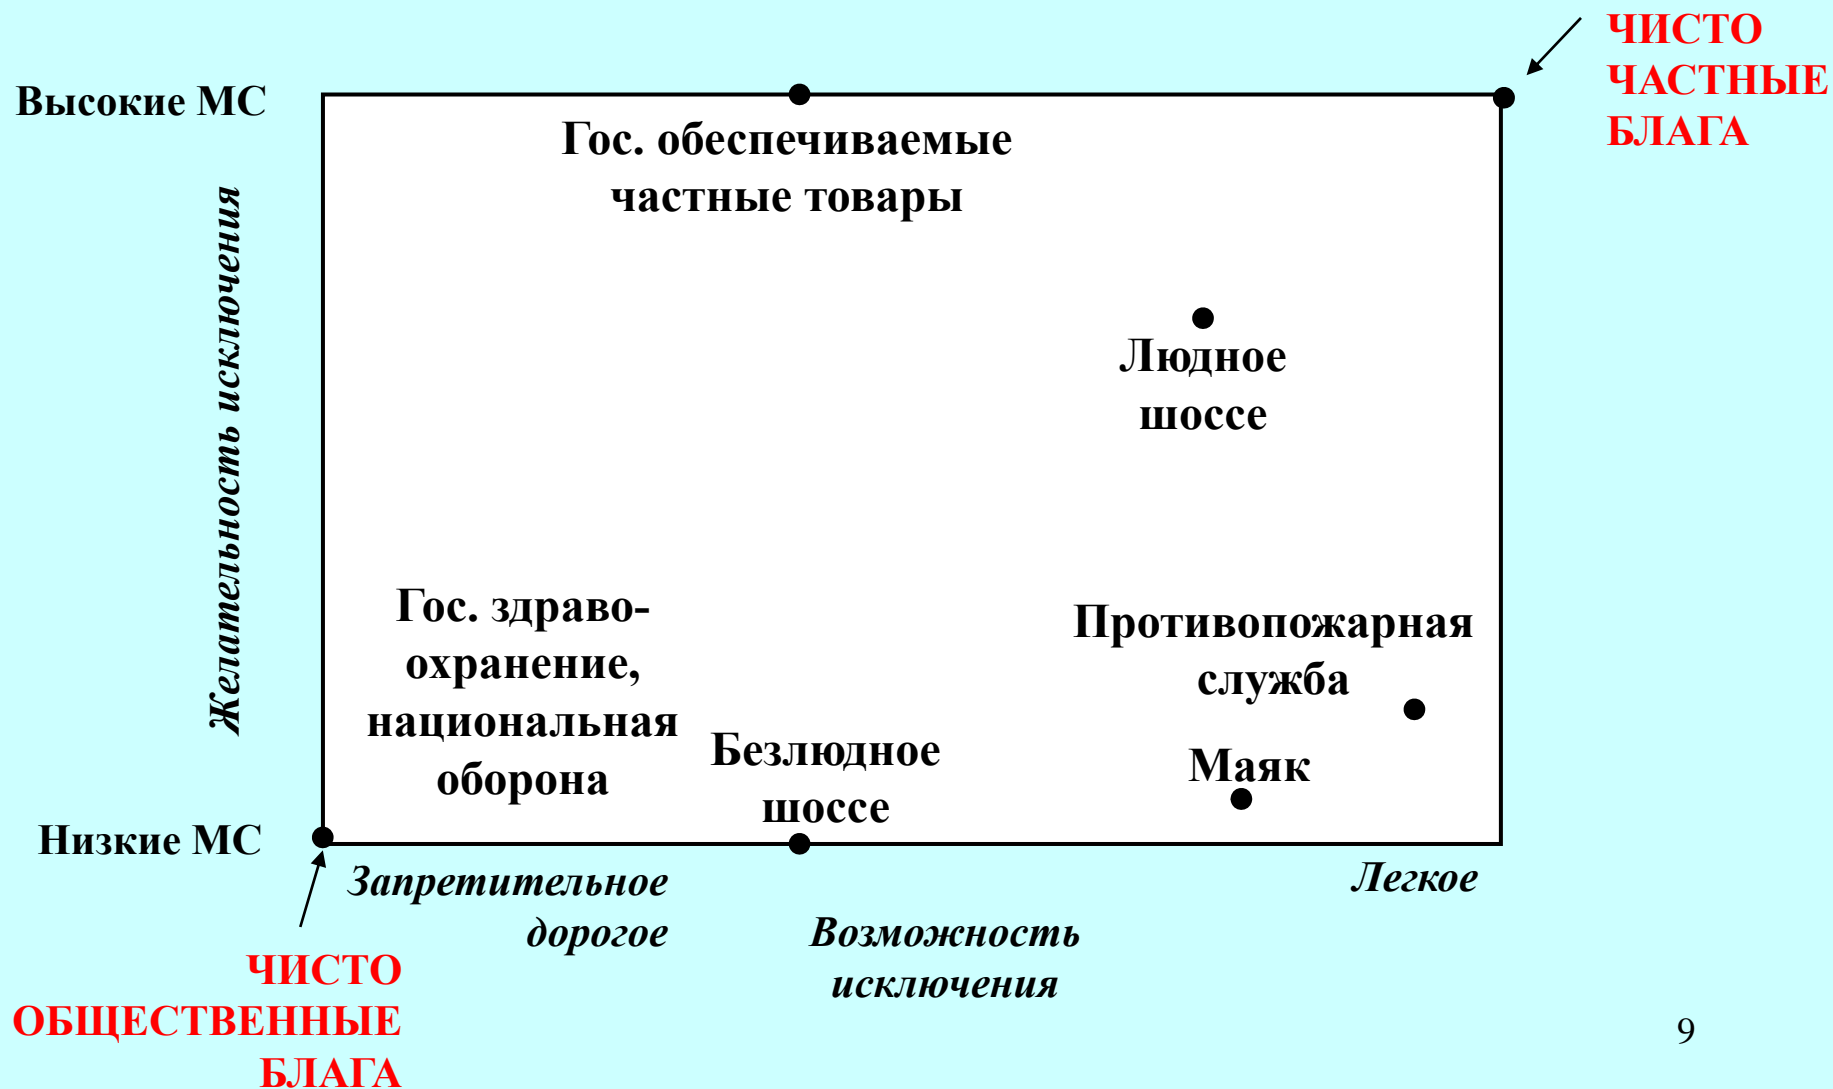 ЧИСТО
ЧАСТНЫЕ
БЛАГА
Высокие МС
Гос. обеспечиваемые
частные товары
Желательность исключения
Людное
шоссе
Гос. здраво-
охранение,
национальная
оборона
Противопожарная
служба
Безлюдное
шоссе
Маяк
Низкие МС
Запретительное
дорогое
Легкое
Возможность
исключения
ЧИСТО
ОБЩЕСТВЕННЫЕ
БЛАГА
9